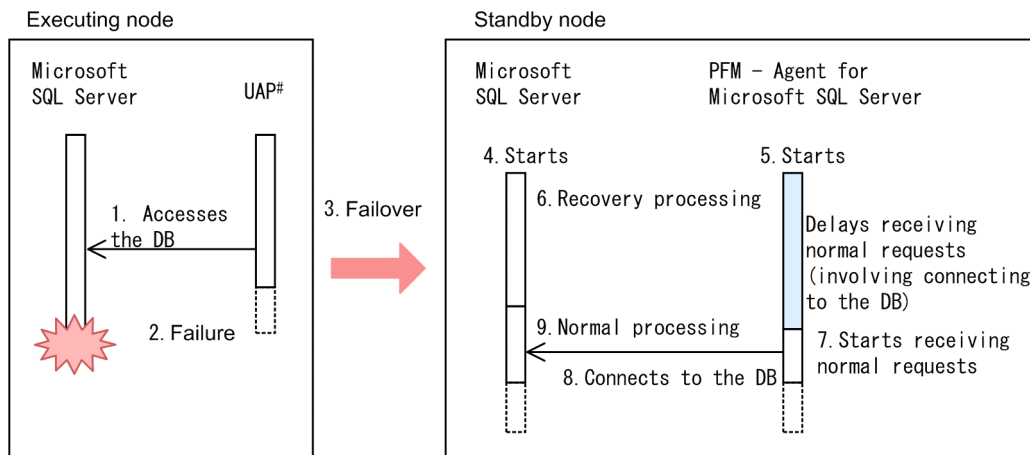 Executing node
Standby node
Microsoft
SQL Server
UAP#
Microsoft
SQL Server
PFM - Agent for
Microsoft SQL Server
4. Starts
5. Starts
1. Accesses
the DB
3. Failover
6. Recovery processing
Delays receiving
normal requests
(involving connecting
to the DB)
2. Failure
9. Normal processing
7. Starts receiving
normal requests
8. Connects to the DB